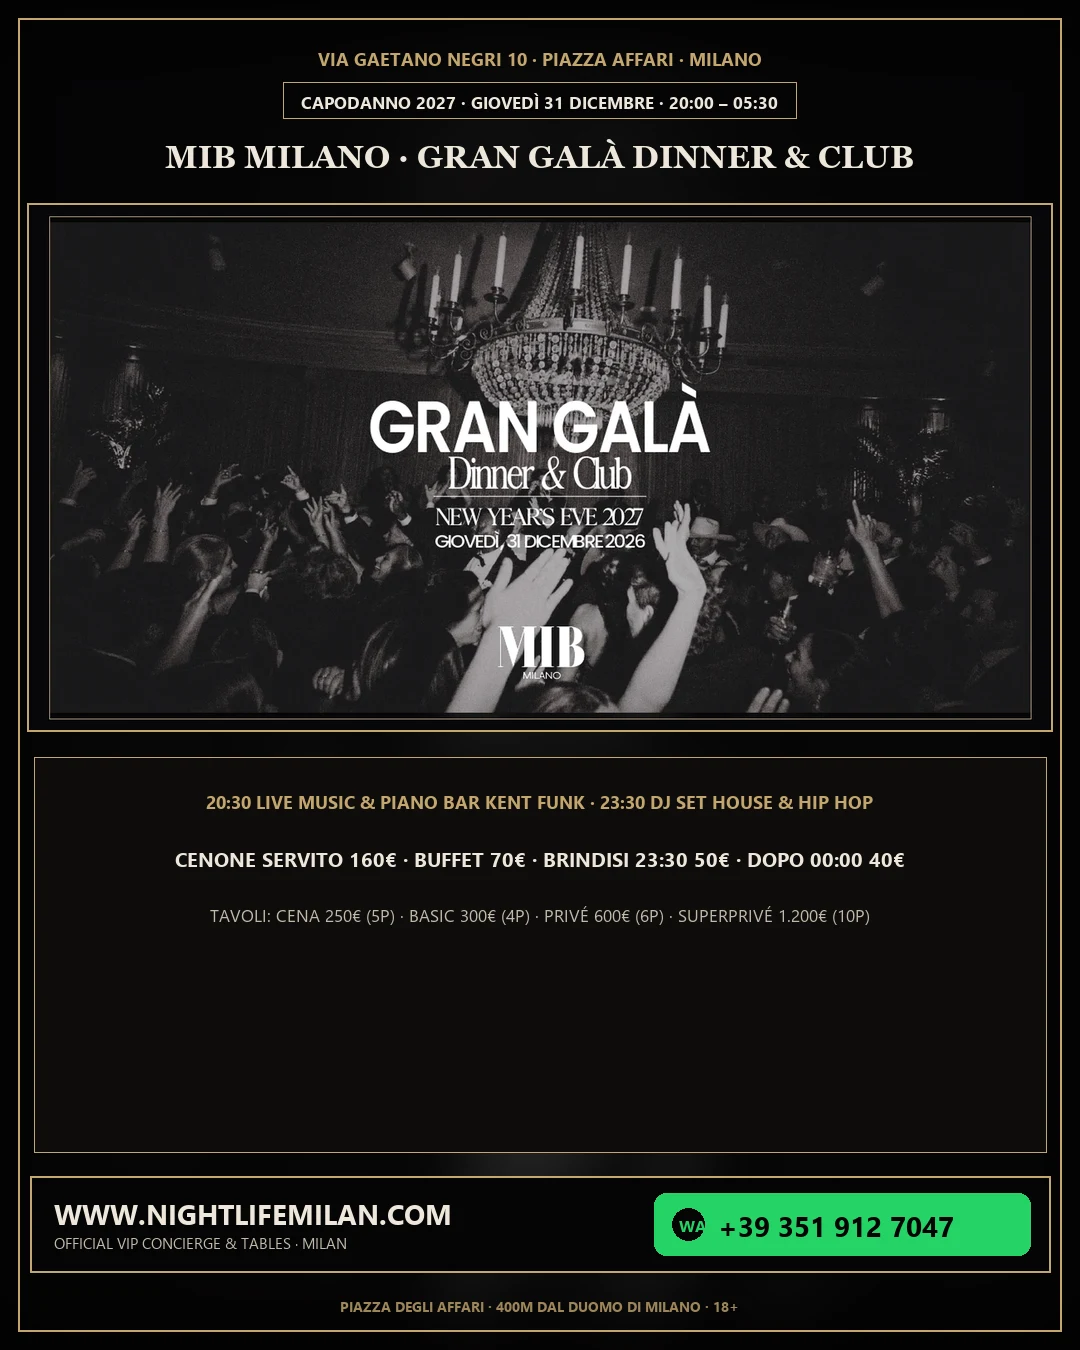 VIA GAETANO NEGRI 10 · PIAZZA AFFARI · MILANO
CAPODANNO 2027 · GIOVEDÌ 31 DICEMBRE · 20:00 – 05:30
MIB MILANO · GRAN GALÀ DINNER & CLUB
GRAN GALÀ
Dinner & Club
NEW YEAR'S EVE 2027
GIOVEDÌ, 31 DICEMBRE 2026
MIB
MILANO
20:30 LIVE MUSIC & PIANO BAR KENT FUNK · 23:30 DJ SET HOUSE & HIP HOP
CENONE SERVITO 160€ · BUFFET 70€ · BRINDISI 23:30 50€ · DOPO 00:00 40€
TAVOLI: CENA 250€ (5P) · BASIC 300€ (4P) · PRIVÉ 600€ (6P) · SUPERPRIVÉ 1.200€ (10P)
WWW.NIGHTLIFEMILAN.COM
OFFICIAL VIP CONCIERGE & TABLES · MILAN
WA +39 351 912 7047
PIAZZA DEGLI AFFARI · 400M DAL DUOMO DI MILANO · 18+